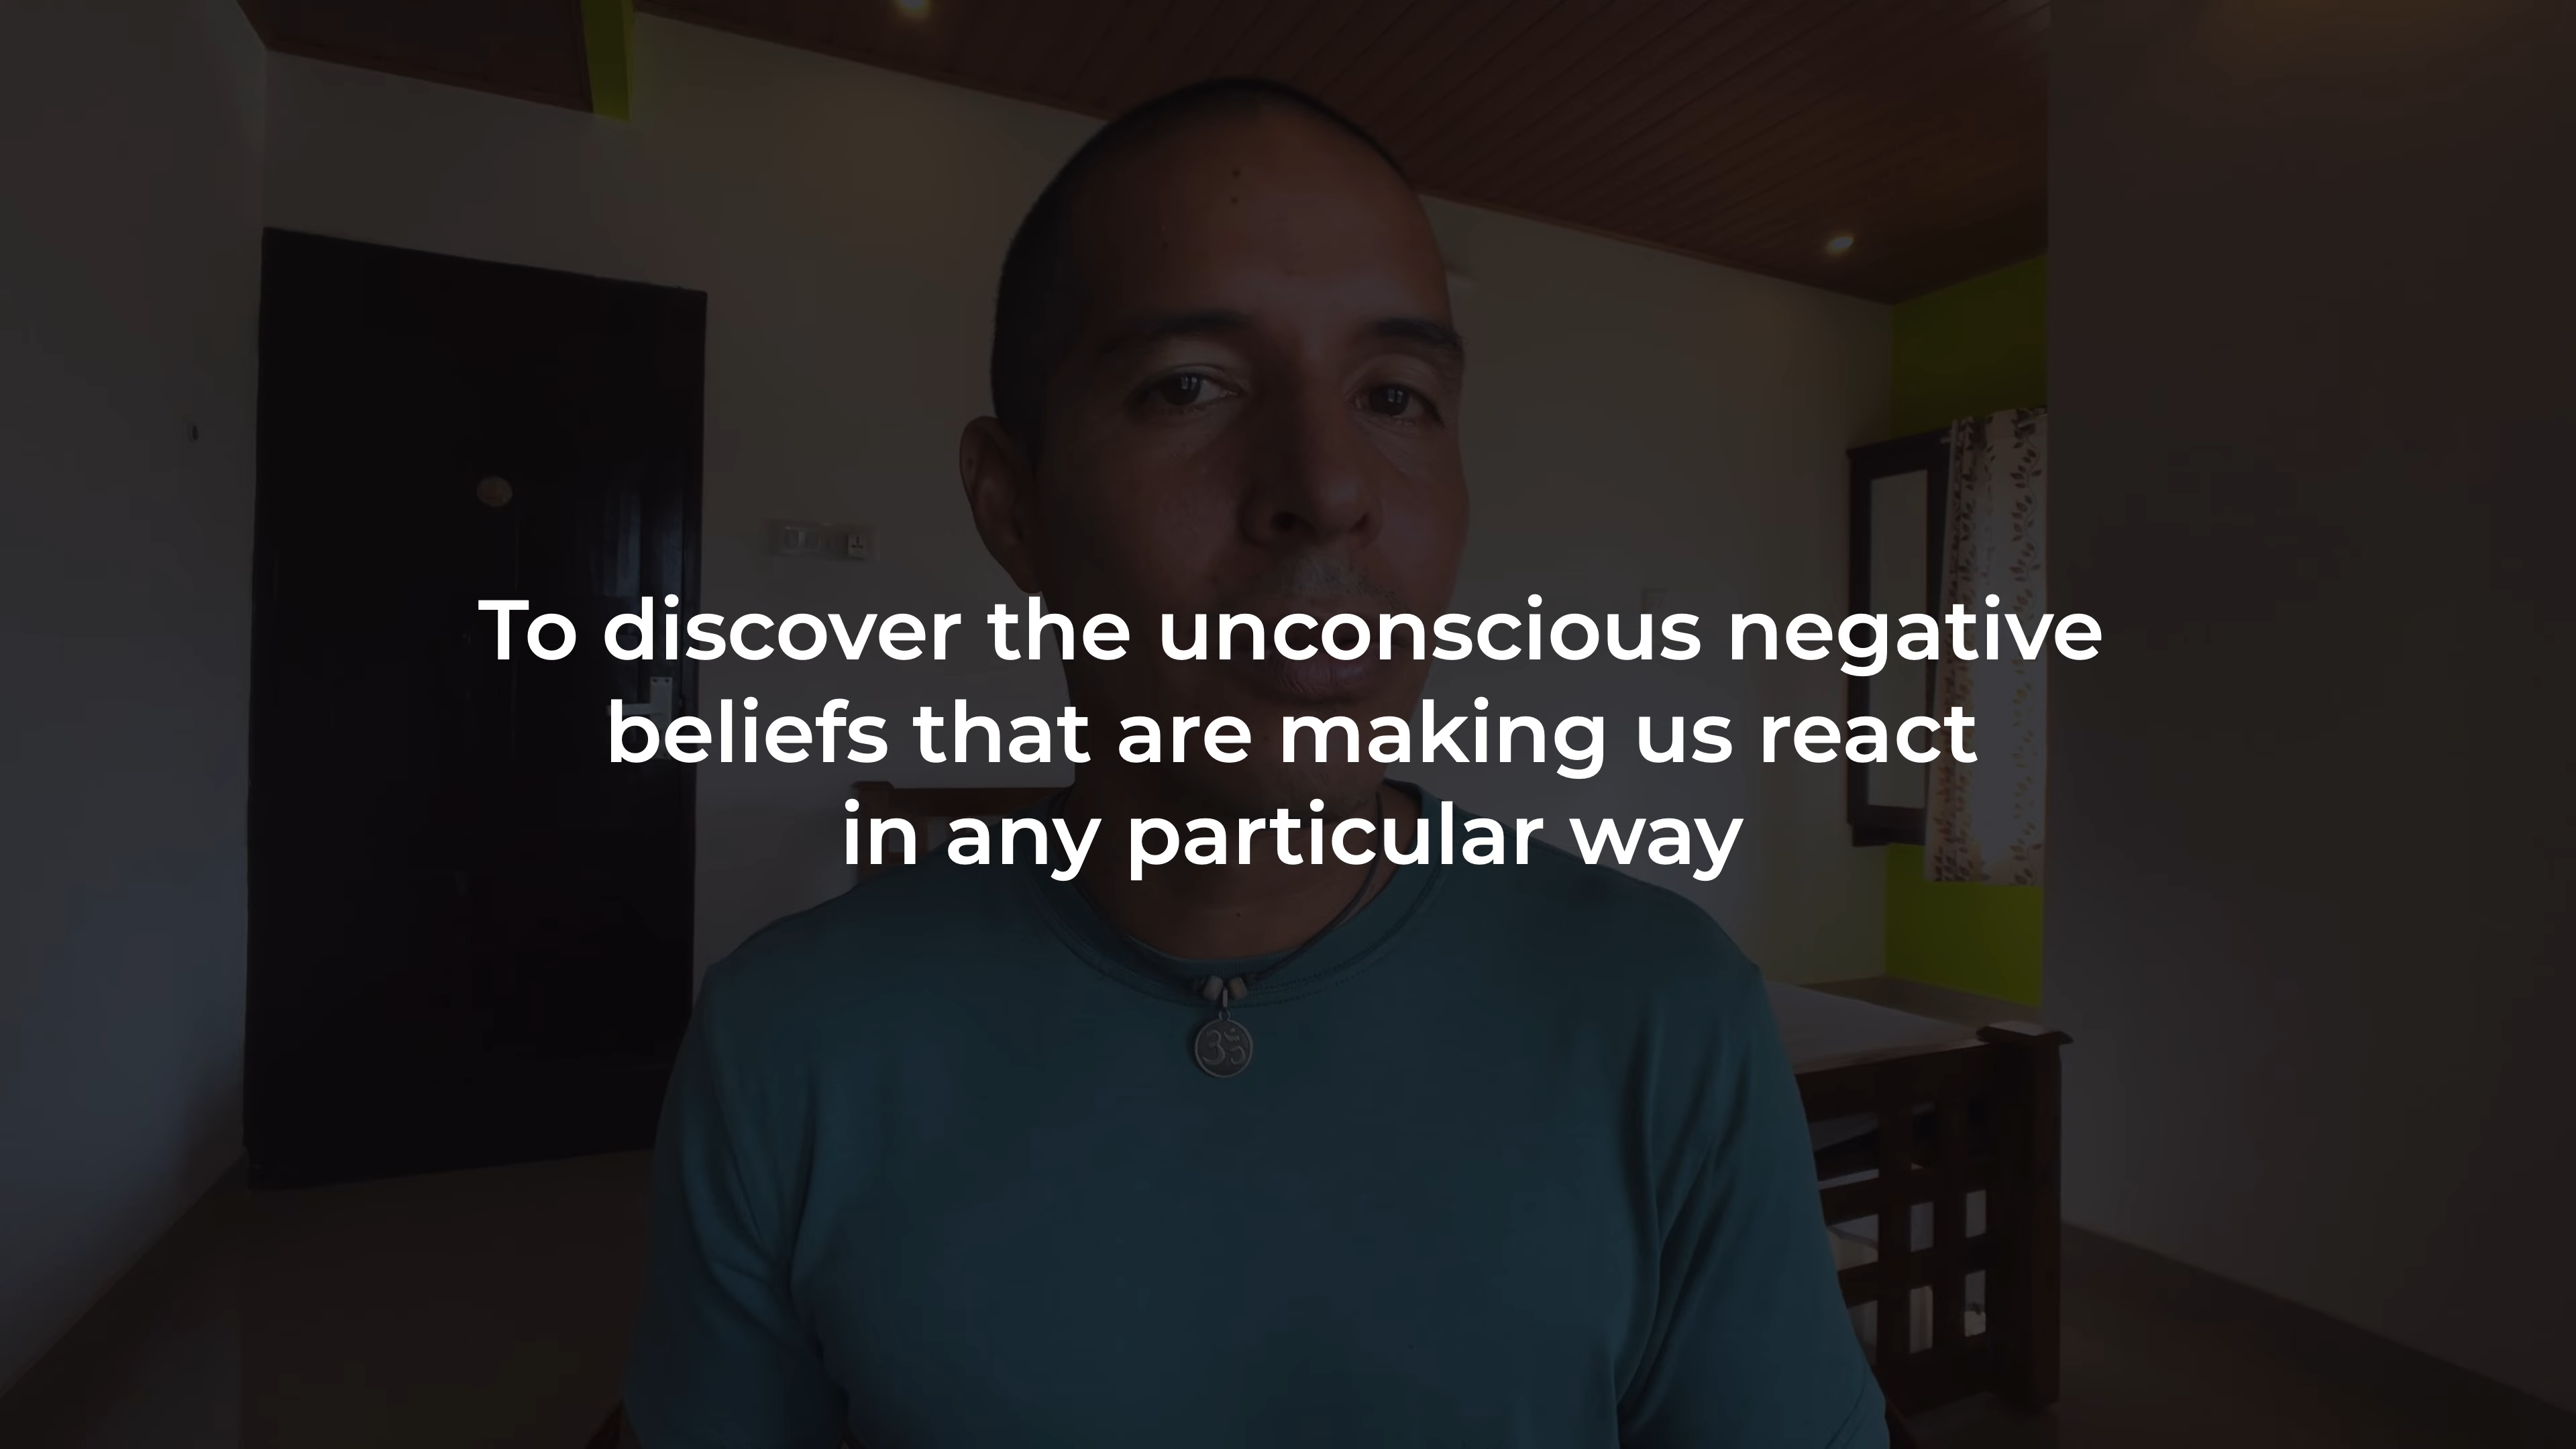 To discover the unconscious negative
beliefs that are making us react
in any particular way
ॐ